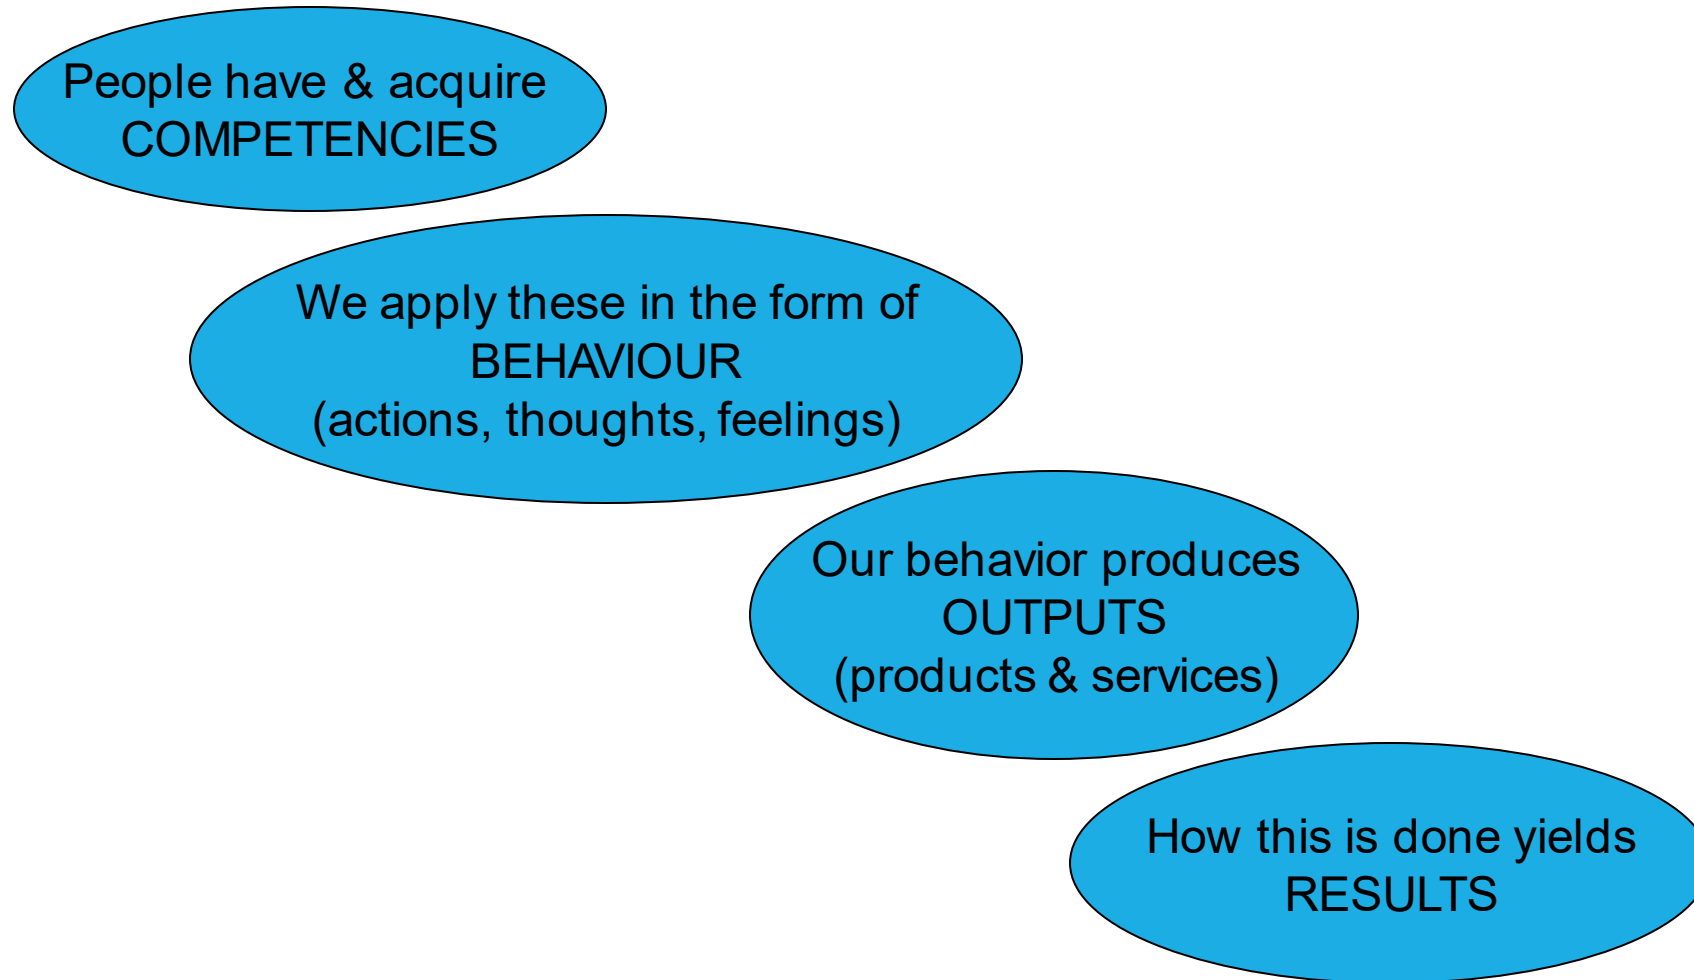 People have & acquire
COMPETENCIES
We apply these in the form of
BEHAVIOUR
(actions, thoughts, feelings)
Our behavior produces
OUTPUTS
(products & services)
How this is done yields
RESULTS